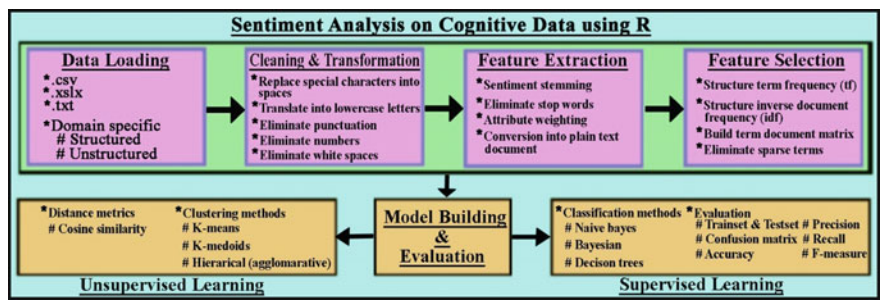 Sentiment Analysis on Cognitive Data using R
Data Loading
*.csv
*.xslx
*.txt
*Domain specific
# Structured
# Unstructured
Cleaning & Transformation
*Replace special characters into
spaces
*Translate into lowercase letters
*Eliminate punctuation
*Eliminate numbers
*Eliminate white spaces
Feature Extraction
*Sentiment stemming
*Eliminate stop words
*Attribute weighting
*Conversion into plain text
document
Feature Selection
*Structure term frequency (tf)
*Structure inverse document
frequency (idf)
*Build term document matrix
*Eliminate sparse terms
*Distance metrics
# Cosine similarity
*Clustering methods
# K-means
# K-medoids
# Hierarical (agglomarative)
Unsupervised Learning
Model Building
&
Evaluation
*Classification methods
# Naive bayes
# Bayesian
# Decison trees
*Evaluation
# Trainset & Testset # Precision
# Confusion matrix # Recall
# Accuracy # F-measure
Supervised Learning